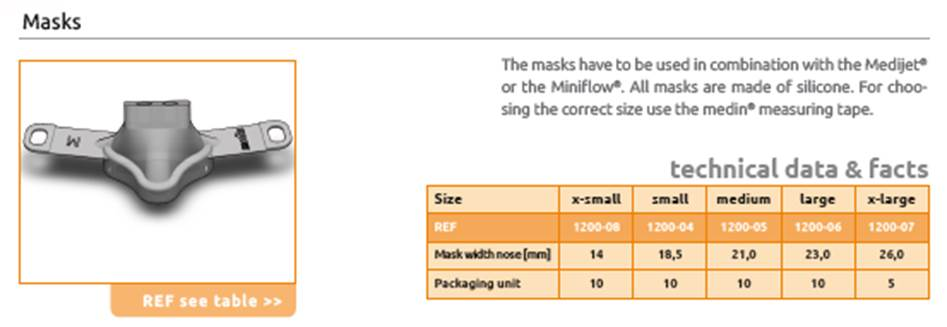 Masks
The masks have to be used in combination with the Medijet®
or the Miniflow®. All masks are made of silicone. For choo-
sing the correct size use the medin® measuring tape.
M
technical data & facts
Size x-small small medium large x-large
REF 1200-08 1200-04 1200-05 1200-06 1200-07
Mask width nose [mm] 14 18,5 21,0 23,0 26,0
Packaging unit 10 10 10 10 5
REF see table >>